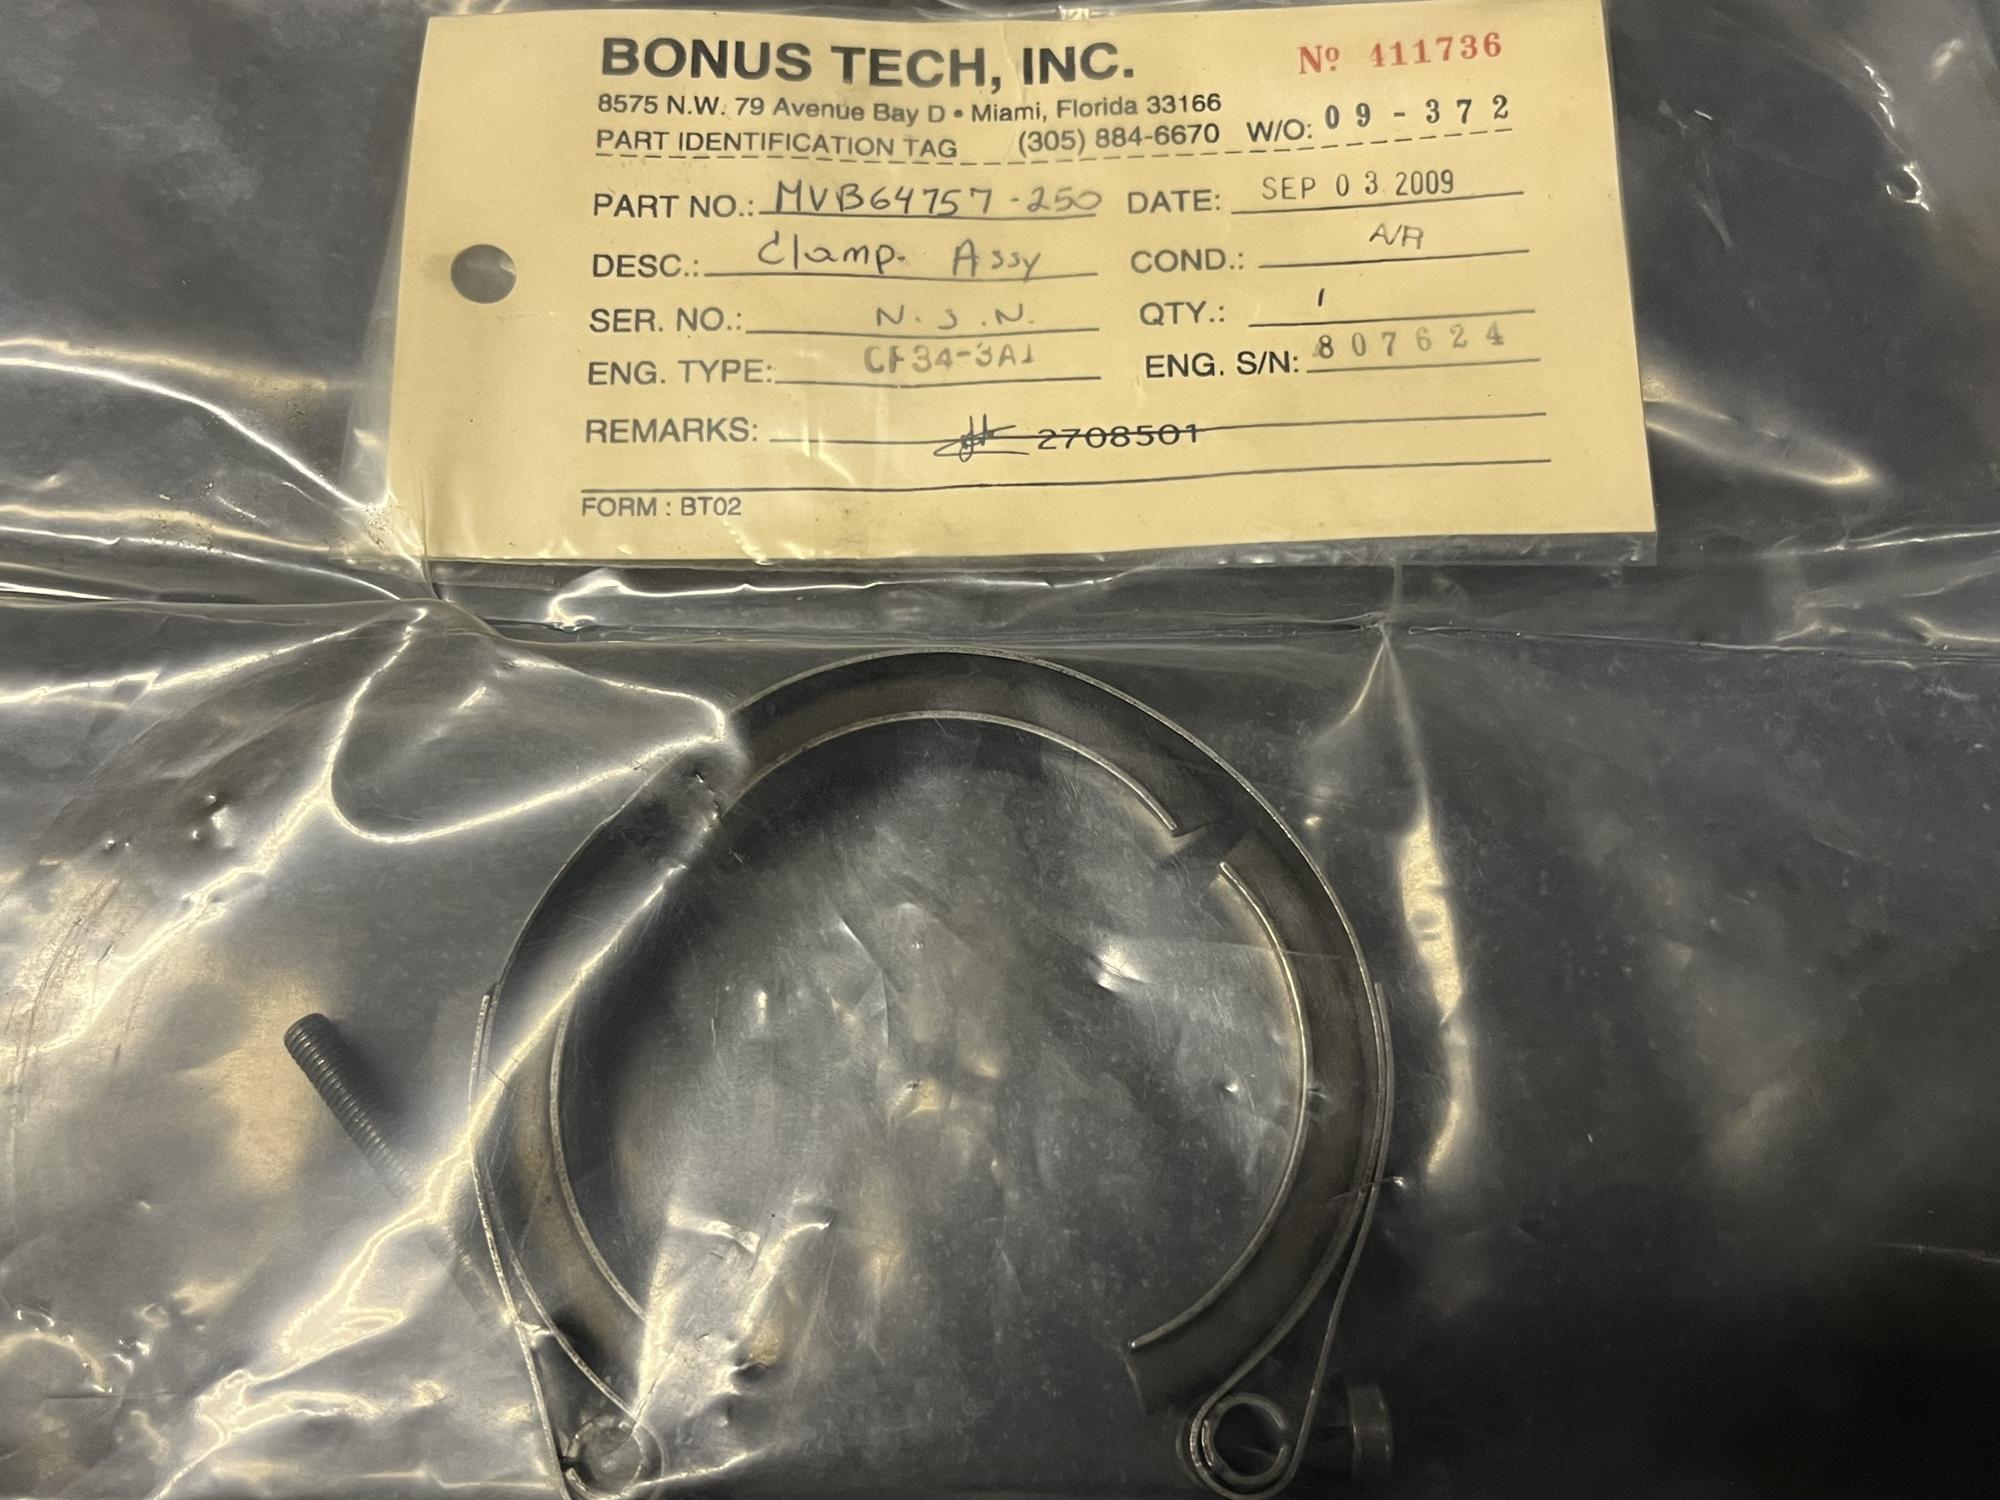 BONUS TECH, INC. Nº 411736
8575 N.W. 79 Avenue Bay D • Miami, Florida 33166
PART IDENTIFICATION TAG (305) 884-6670 W/O: 09-372
PART NO.: MVB64757-250 DATE: SEP 03 2009
DESC.: Clamp. Assy COND.: A/R
SER. NO.: N.S.N. QTY.: 1
ENG. TYPE: CF34-3A1 ENG. S/N: 807624
REMARKS: 2708501
FORM : BT02